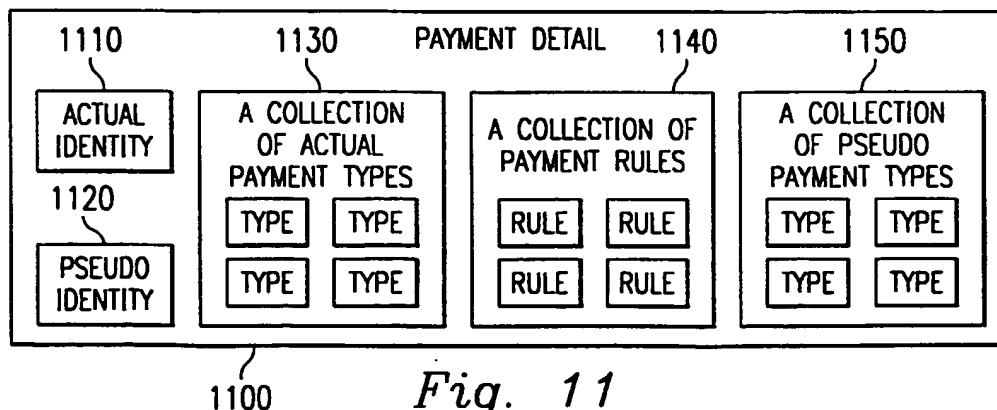 PAYMENT DETAIL
1110
1130
1140
1150
ACTUAL
IDENTITY
1120
PSEUDO
IDENTITY
A COLLECTION
OF ACTUAL
PAYMENT TYPES
TYPE TYPE
TYPE TYPE
A COLLECTION OF
PAYMENT RULES
RULE RULE
RULE RULE
A COLLECTION
OF PSEUDO
PAYMENT TYPES
TYPE TYPE
TYPE TYPE
1100
Fig. 11